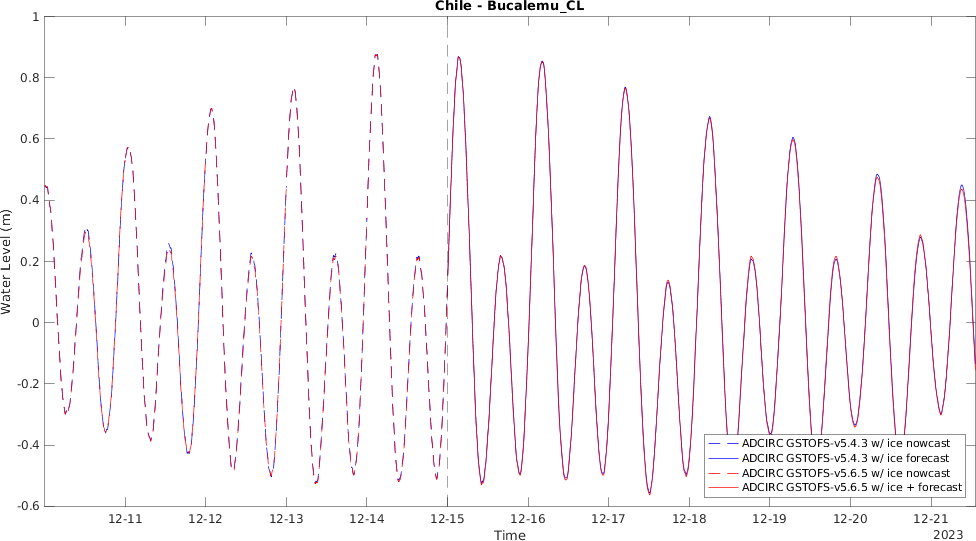 Chile - Bucalemu_CL
1
0.8
0.6
0.4
0.2
0
-0.2
-0.4
-0.6
Water Level (m)
ADCIRC GSTOFS-v5.4.3 w/ ice nowcast
ADCIRC GSTOFS-v5.4.3 w/ ice forecast
ADCIRC GSTOFS-v5.6.5 w/ ice nowcast
ADCIRC GSTOFS-v5.6.5 w/ ice + forecast
12-11 12-12 12-13 12-14 12-15 12-16 12-17 12-18 12-19 12-20 12-21
Time
2023